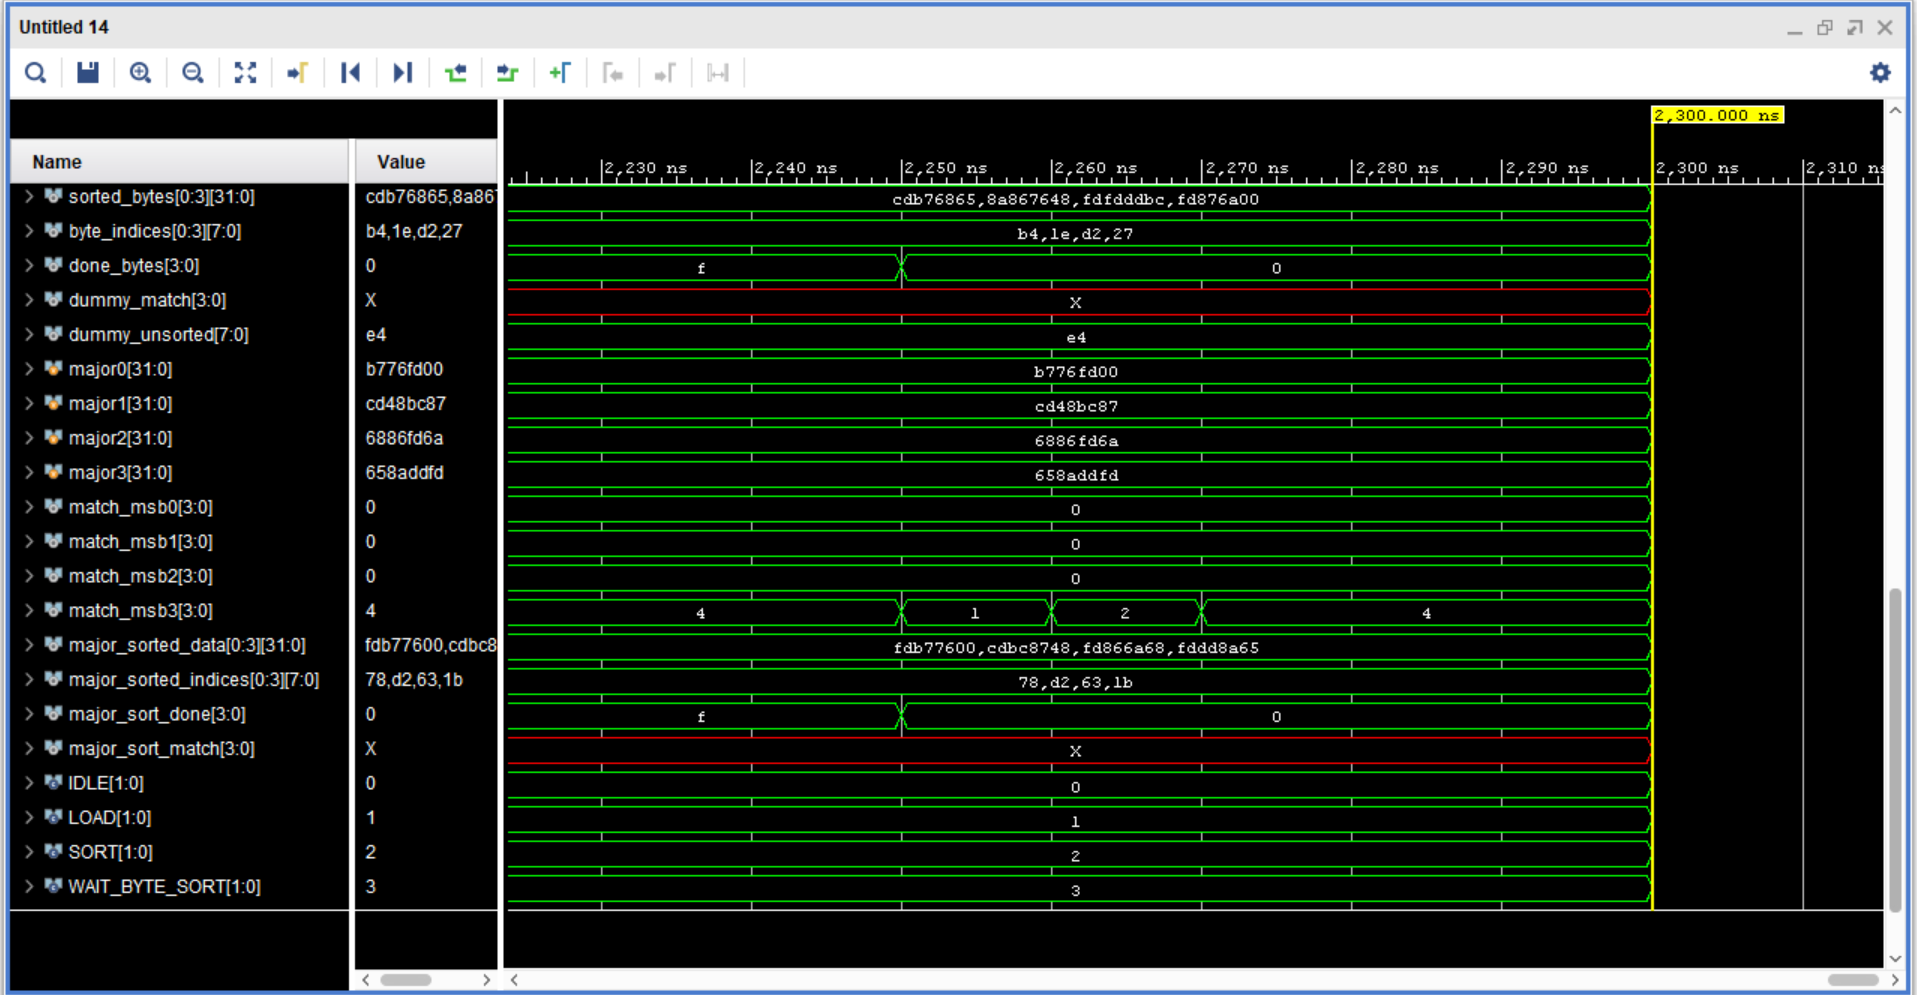 Untitled 14
2,300.000 ns
Name Value
2,230 ns 2,240 ns 2,250 ns 2,260 ns 2,270 ns 2,280 ns 2,290 ns 2,300 ns 2,310 ns
sorted_bytes[0:3][31:0] cdb76865,8a867 cdb76865,8a867648,fdfdddbc,fd876a00
byte_indices[0:3][7:0] b4,1e,d2,27 b4,1e,d2,27
done_bytes[3:0] 0 f 0
dummy_match[3:0] X X
dummy_unsorted[7:0] e4 e4
major0[31:0] b776fd00 b776fd00
major1[31:0] cd48bc87 cd48bc87
major2[31:0] 6886fd6a 6886fd6a
major3[31:0] 658addfd 658addfd
match_msb0[3:0] 0 0
match_msb1[3:0] 0 0
match_msb2[3:0] 0 0
match_msb3[3:0] 4 4 1 2 4
major_sorted_data[0:3][31:0] fdb77600,cdbc8 fdb77600,cdbc8748,fd866a68,fddd8a65
major_sorted_indices[0:3][7:0] 78,d2,63,1b 78,d2,63,1b
major_sort_done[3:0] 0 f 0
major_sort_match[3:0] X X
IDLE[1:0] 0 0
LOAD[1:0] 1 1
SORT[1:0] 2 2
WAIT_BYTE_SORT[1:0] 3 3